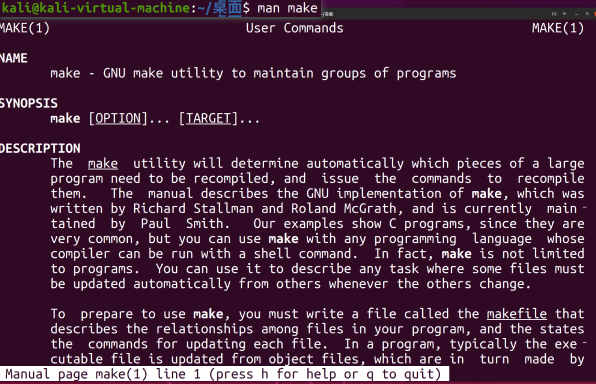 kali@kali-virtual-machine:~/桌面$ man make
MAKE(1) User Commands MAKE(1)
NAME
make - GNU make utility to maintain groups of programs
SYNOPSIS
make [OPTION]... [TARGET]...
DESCRIPTION
The make utility will determine automatically which pieces of a large
program need to be recompiled, and issue the commands to recompile
them. The manual describes the GNU implementation of make, which was
written by Richard Stallman and Roland McGrath, and is currently main‐
tained by Paul Smith. Our examples show C programs, since they are
very common, but you can use make with any programming language whose
compiler can be run with a shell command. In fact, make is not limited
to programs. You can use it to describe any task where some files must
be updated automatically from others whenever the others change.
To prepare to use make, you must write a file called the makefile that
describes the relationships among files in your program, and the states
the commands for updating each file. In a program, typically the exe‐
cutable file is updated from object files, which are in turn made by
Manual page make(1) line 1 (press h for help or q to quit)